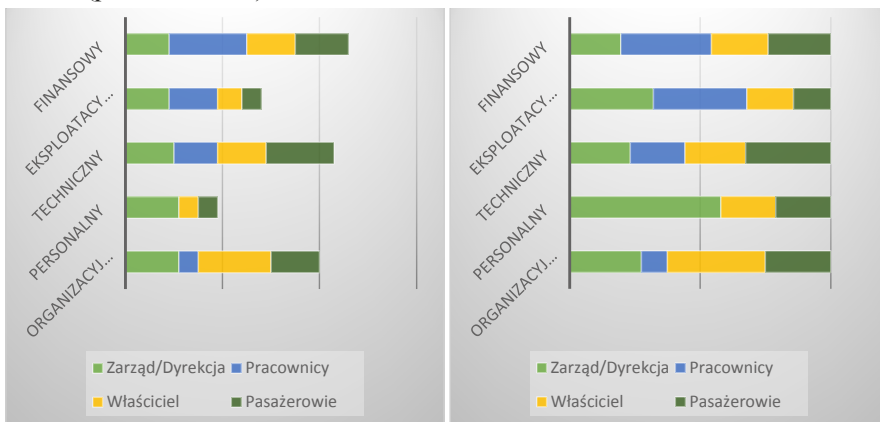 FINANSOWY
EKSPLOATACY...
TECHNICZNY
PERSONALNY
ORGANIZACYJ...
Zarząd/Dyrekcja Pracownicy
Właściciel Pasażerowie
FINANSOWY
EKSPLOATACY...
TECHNICZNY
PERSONALNY
ORGANIZACYJ...
Zarząd/Dyrekcja Pracownicy
Właściciel Pasażerowie